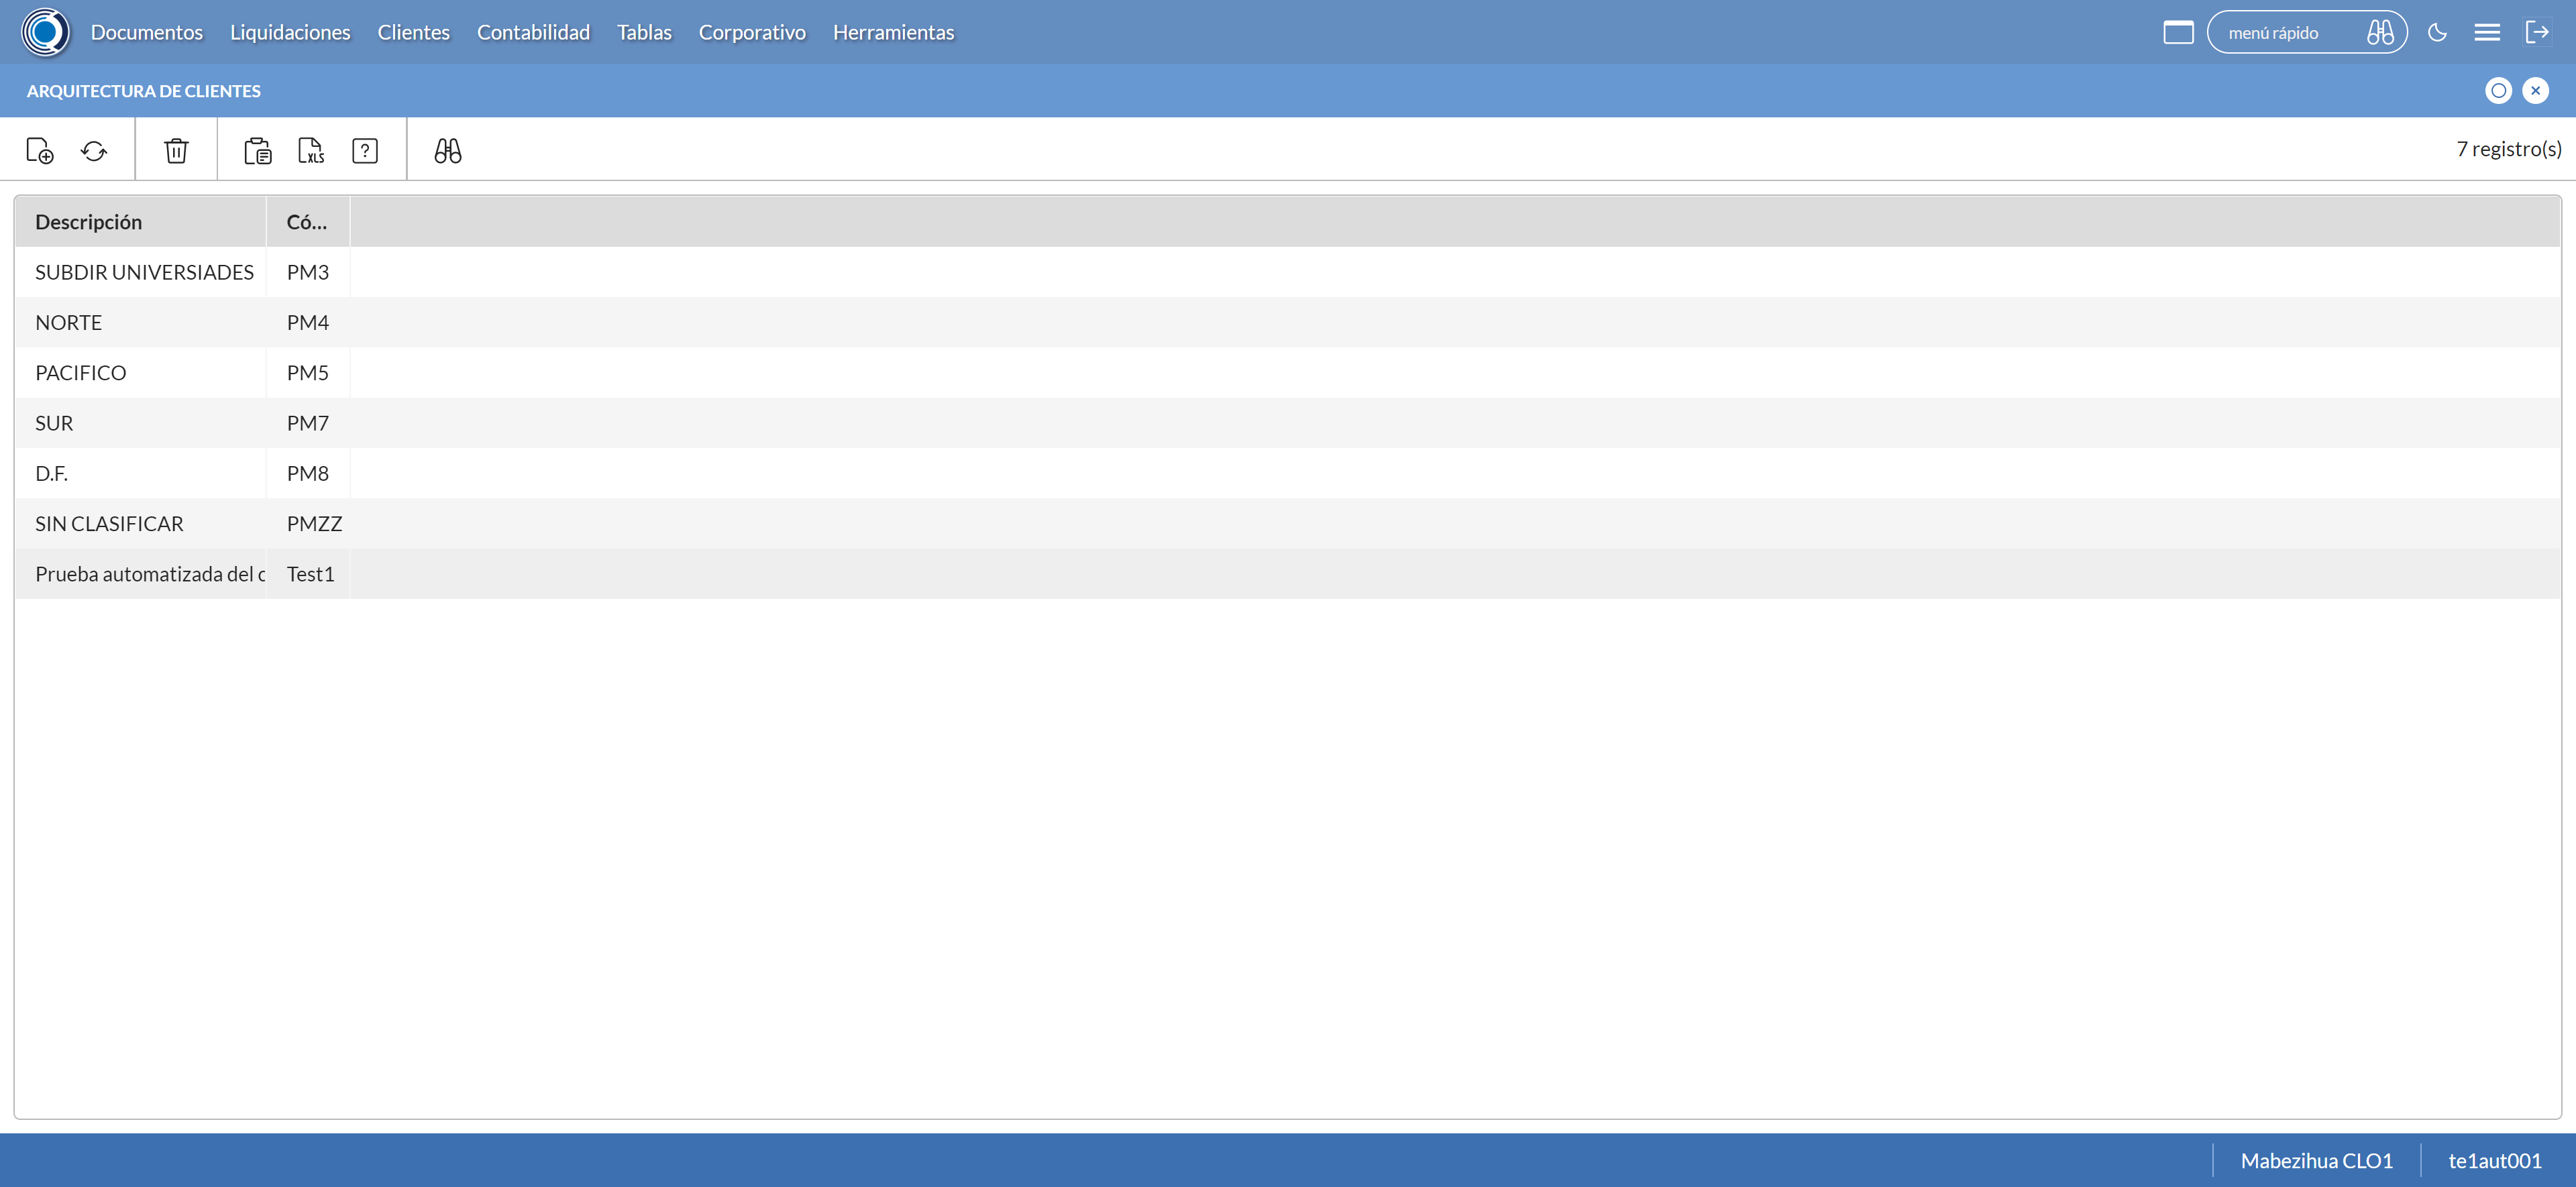 Documentos Liquidaciones Clientes Contabilidad Tablas Corporativo Herramientas menú rápido
ARQUITECTURA DE CLIENTES
XLS ? 7 registro(s)
Descripción Có...
SUBDIR UNIVERSIADES PM3
NORTE PM4
PACIFICO PM5
SUR PM7
D.F. PM8
SIN CLASIFICAR PMZZ
Prueba automatizada del c Test1
Mabezihua CLO1 te1aut001